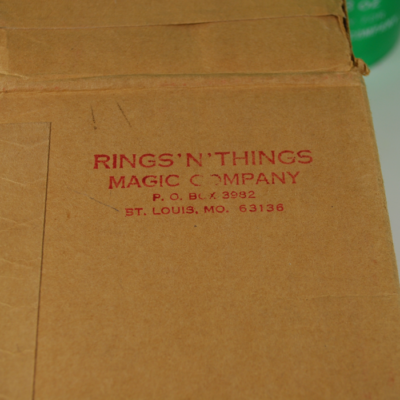 RINGS'N'THINGS
MAGIC COMPANY
P. O. BOX 3982
ST. LOUIS, MO. 63136